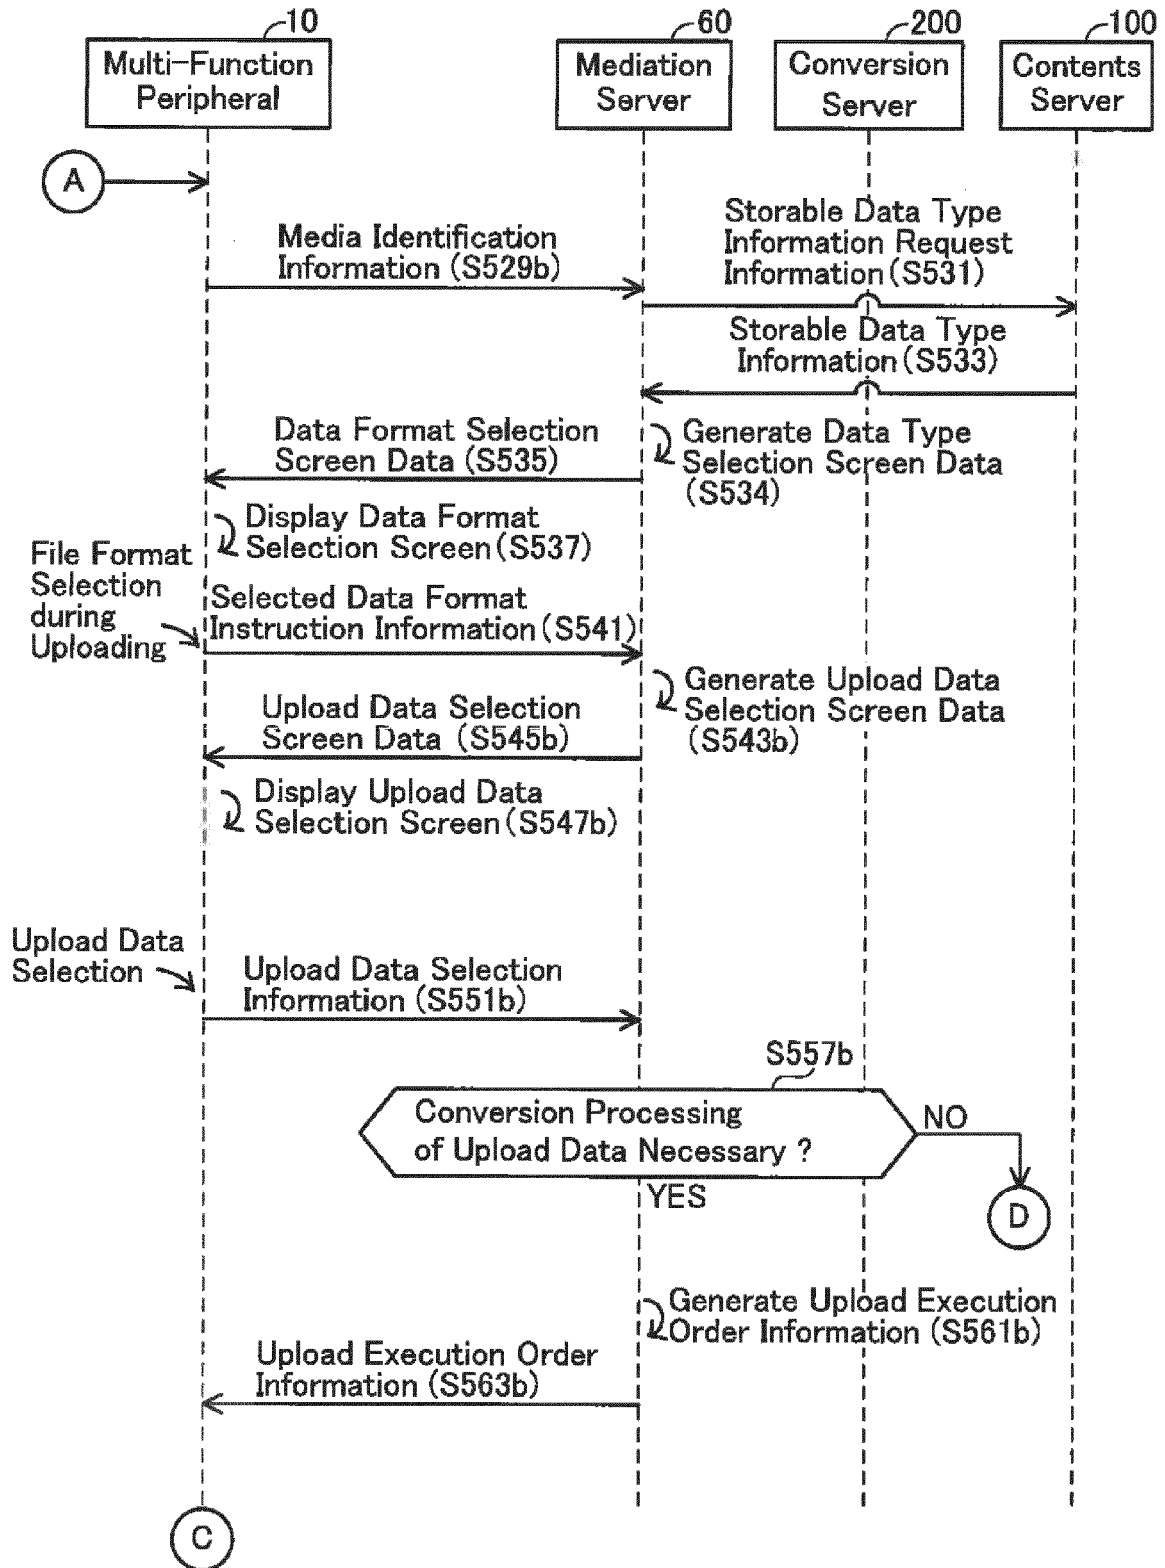 10
60
200
100
Multi-Function
Peripheral
Mediation
Server
Conversion
Server
Contents
Server
A
Media Identification
Information (S529b)
Storable Data Type
Information Request
Information (S531)
Storable Data Type
Information (S533)
Data Format Selection
Screen Data (S535)
Generate Data Type
Selection Screen Data
(S534)
Display Data Format
Selection Screen (S537)
File Format
Selection
during
Uploading
Selected Data Format
Instruction Information (S541)
Generate Upload Data
Selection Screen Data
(S543b)
Upload Data Selection
Screen Data (S545b)
Display Upload Data
Selection Screen (S547b)
Upload Data
Selection
Upload Data Selection
Information (S551b)
S557b
Conversion Processing
of Upload Data Necessary ?
NO
YES
D
Generate Upload Execution
Order Information (S561b)
Upload Execution Order
Information (S563b)
C